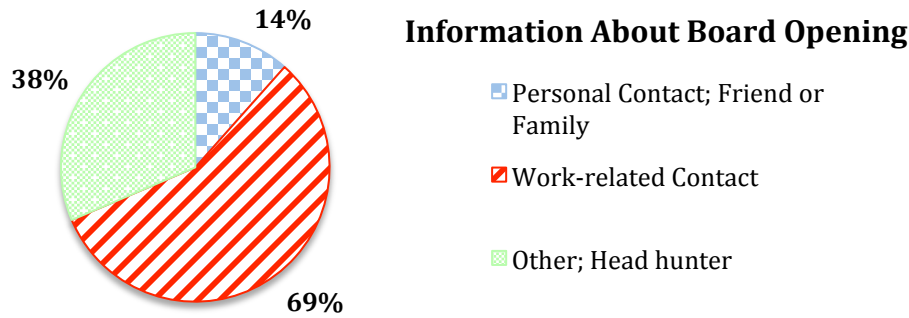 14%
Information About Board Opening
38%
Personal Contact; Friend or
Family
Work-related Contact
Other; Head hunter
69%